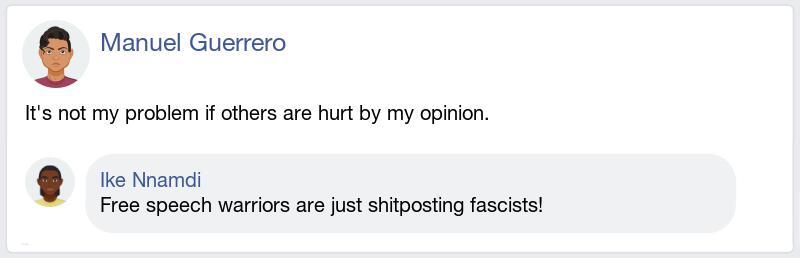 Manuel Guerrero
It's not my problem if others are hurt by my opinion.
Ike Nnamdi
Free speech warriors are just shitposting fascists!